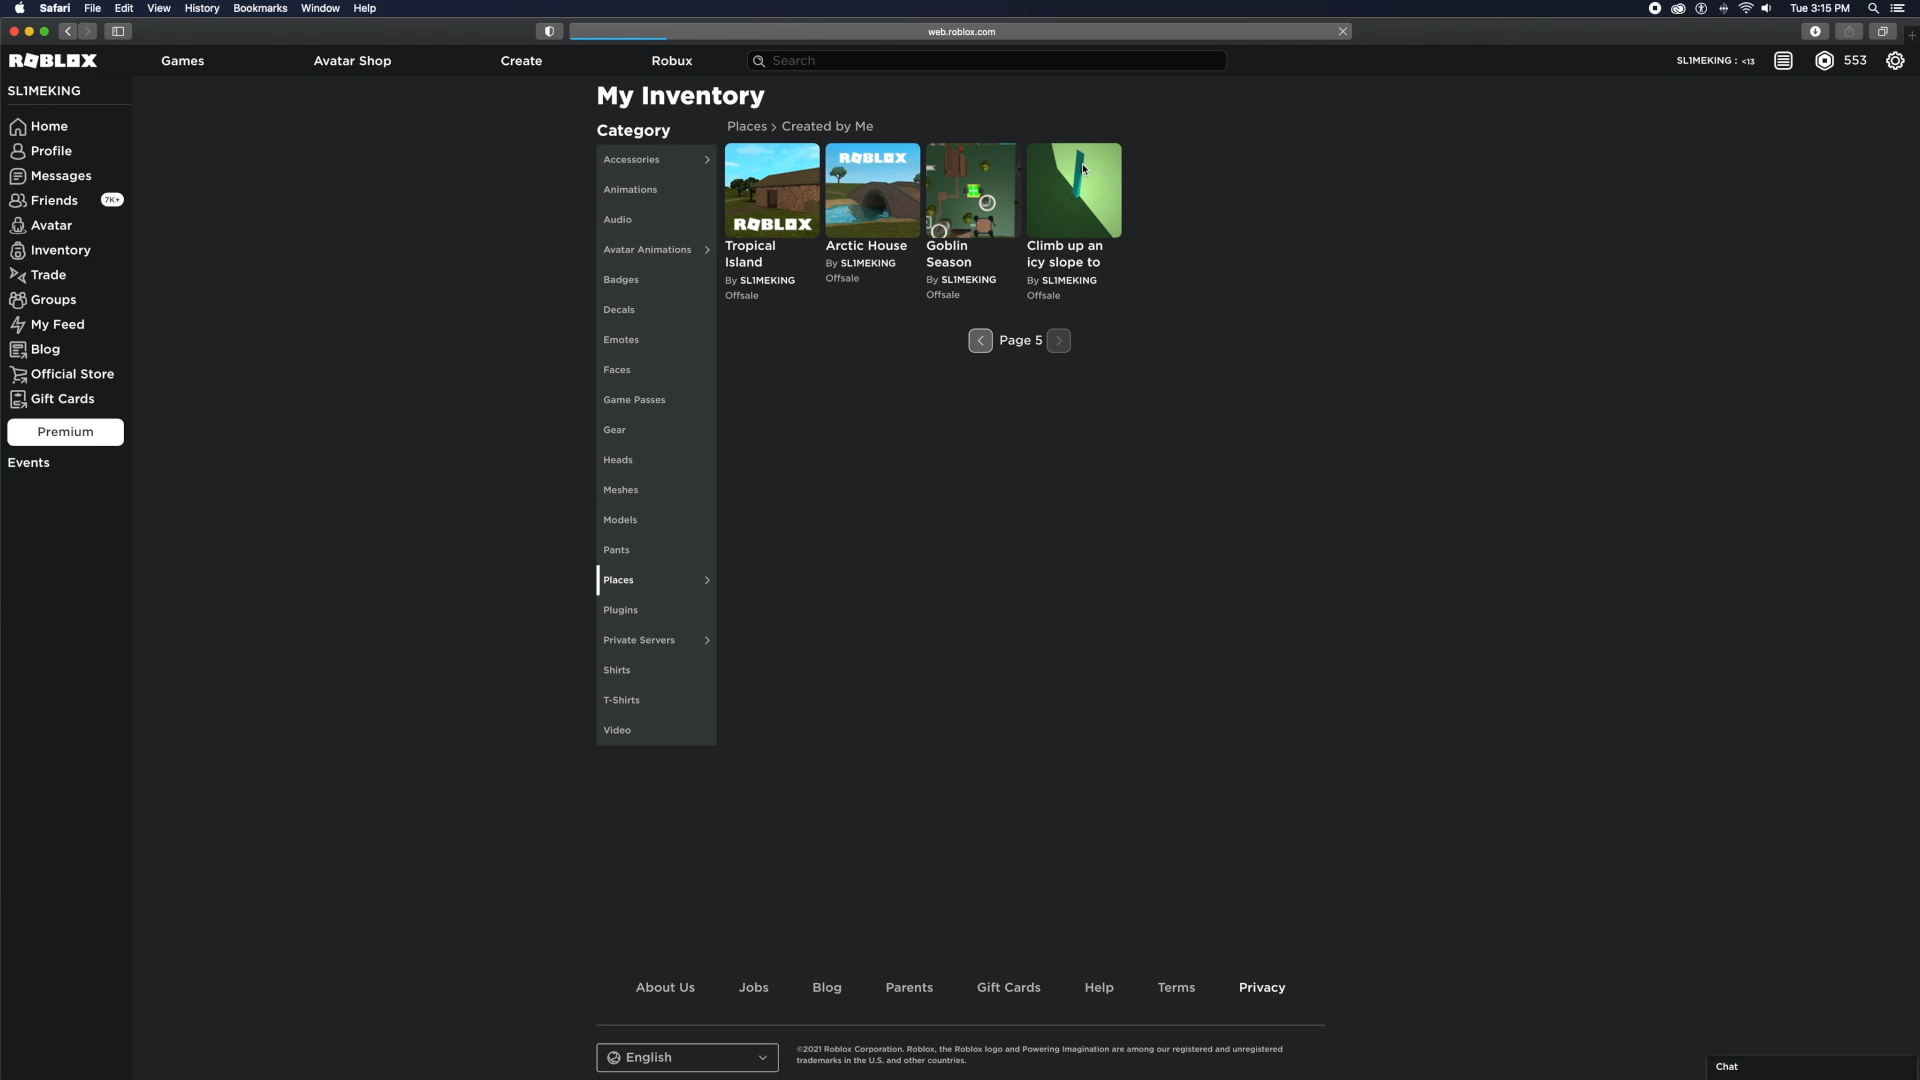 Safari File Edit View History Bookmarks Window Help Tue 3:15 PM
web.roblox.com
ROBLOX Games Avatar Shop Create Robux Search SL1MEKING : <13 553
SL1MEKING
Home
Profile
Messages
Friends 7K+
Avatar
Inventory
Trade
Groups
My Feed
Blog
Official Store
Gift Cards
Premium
Events
My Inventory
Category
Accessories
Animations
Audio
Avatar Animations
Badges
Decals
Emotes
Faces
Game Passes
Gear
Heads
Meshes
Models
Pants
Places
Plugins
Private Servers
Shirts
T-Shirts
Video
Places > Created by Me
ROBLOX
Tropical
Island
By SL1MEKING
Offsale
ROBLOX
Arctic House
By SL1MEKING
Offsale
Goblin
Season
By SL1MEKING
Offsale
Climb up an
icy slope to
By SL1MEKING
Offsale
Page 5
About Us Jobs Blog Parents Gift Cards Help Terms Privacy
English
©2021 Roblox Corporation. Roblox, the Roblox logo and Powering Imagination are among our registered and unregistered
trademarks in the U.S. and other countries.
Chat